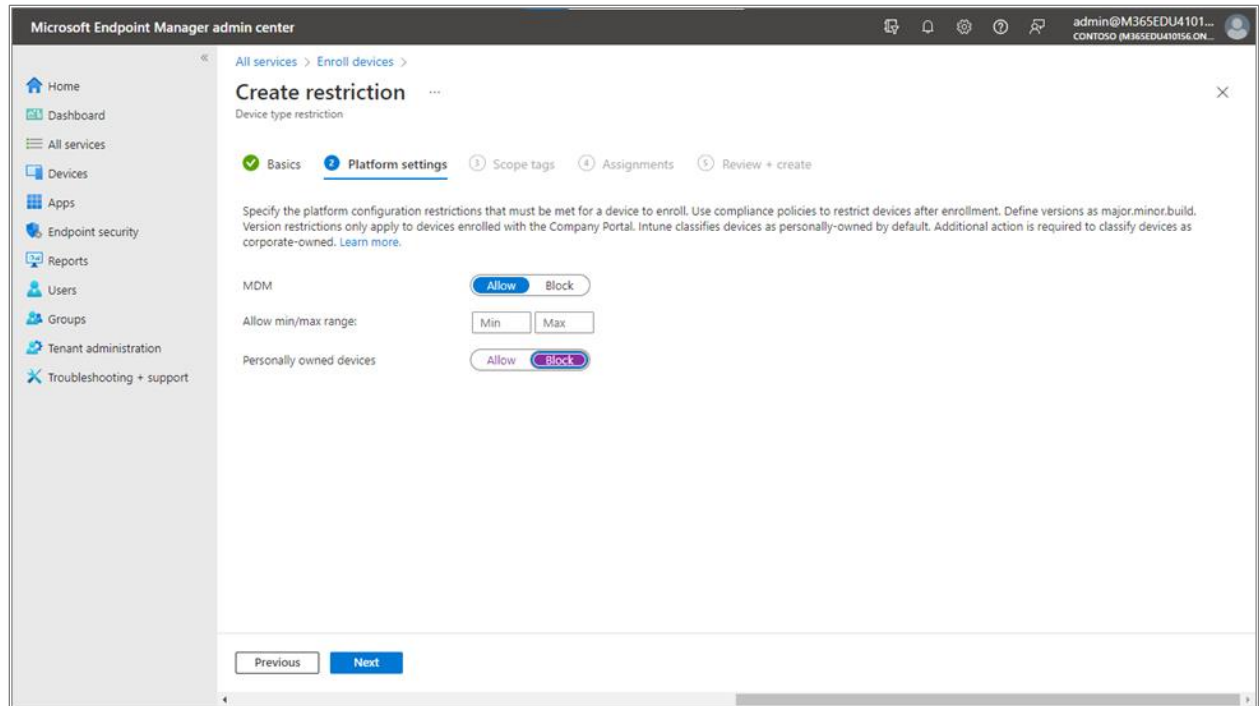 Microsoft Endpoint Manager admin center
admin@M365EDU4101...
CONTOSO (M365EDU410156.ON...
«
Home
Dashboard
All services
Devices
Apps
Endpoint security
Reports
Users
Groups
Tenant administration
Troubleshooting + support
All services > Enroll devices >
Create restriction ...
Device type restriction
Basics 2 Platform settings 3 Scope tags 4 Assignments 5 Review + create
Specify the platform configuration restrictions that must be met for a device to enroll. Use compliance policies to restrict devices after enrollment. Define versions as major.minor.build.
Version restrictions only apply to devices enrolled with the Company Portal. Intune classifies devices as personally-owned by default. Additional action is required to classify devices as
corporate-owned. Learn more.
MDM Allow Block
Allow min/max range: Min Max
Personally owned devices Allow Block
Previous Next